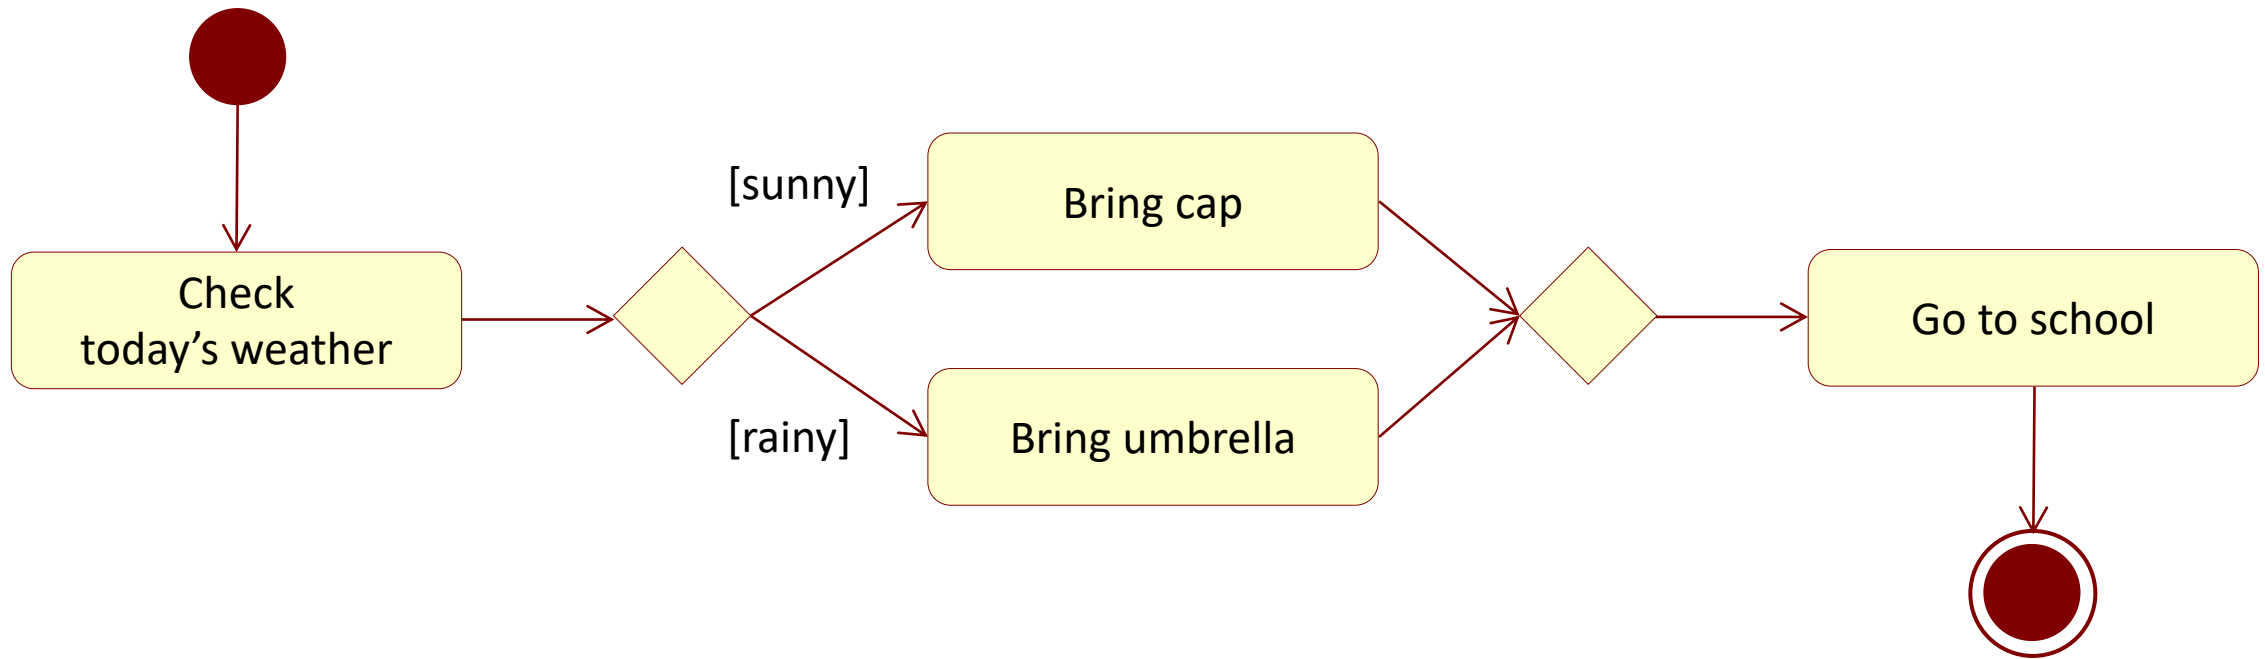 Check
today’s weather
[sunny]
Bring cap
[rainy]
Bring umbrella
Go to school